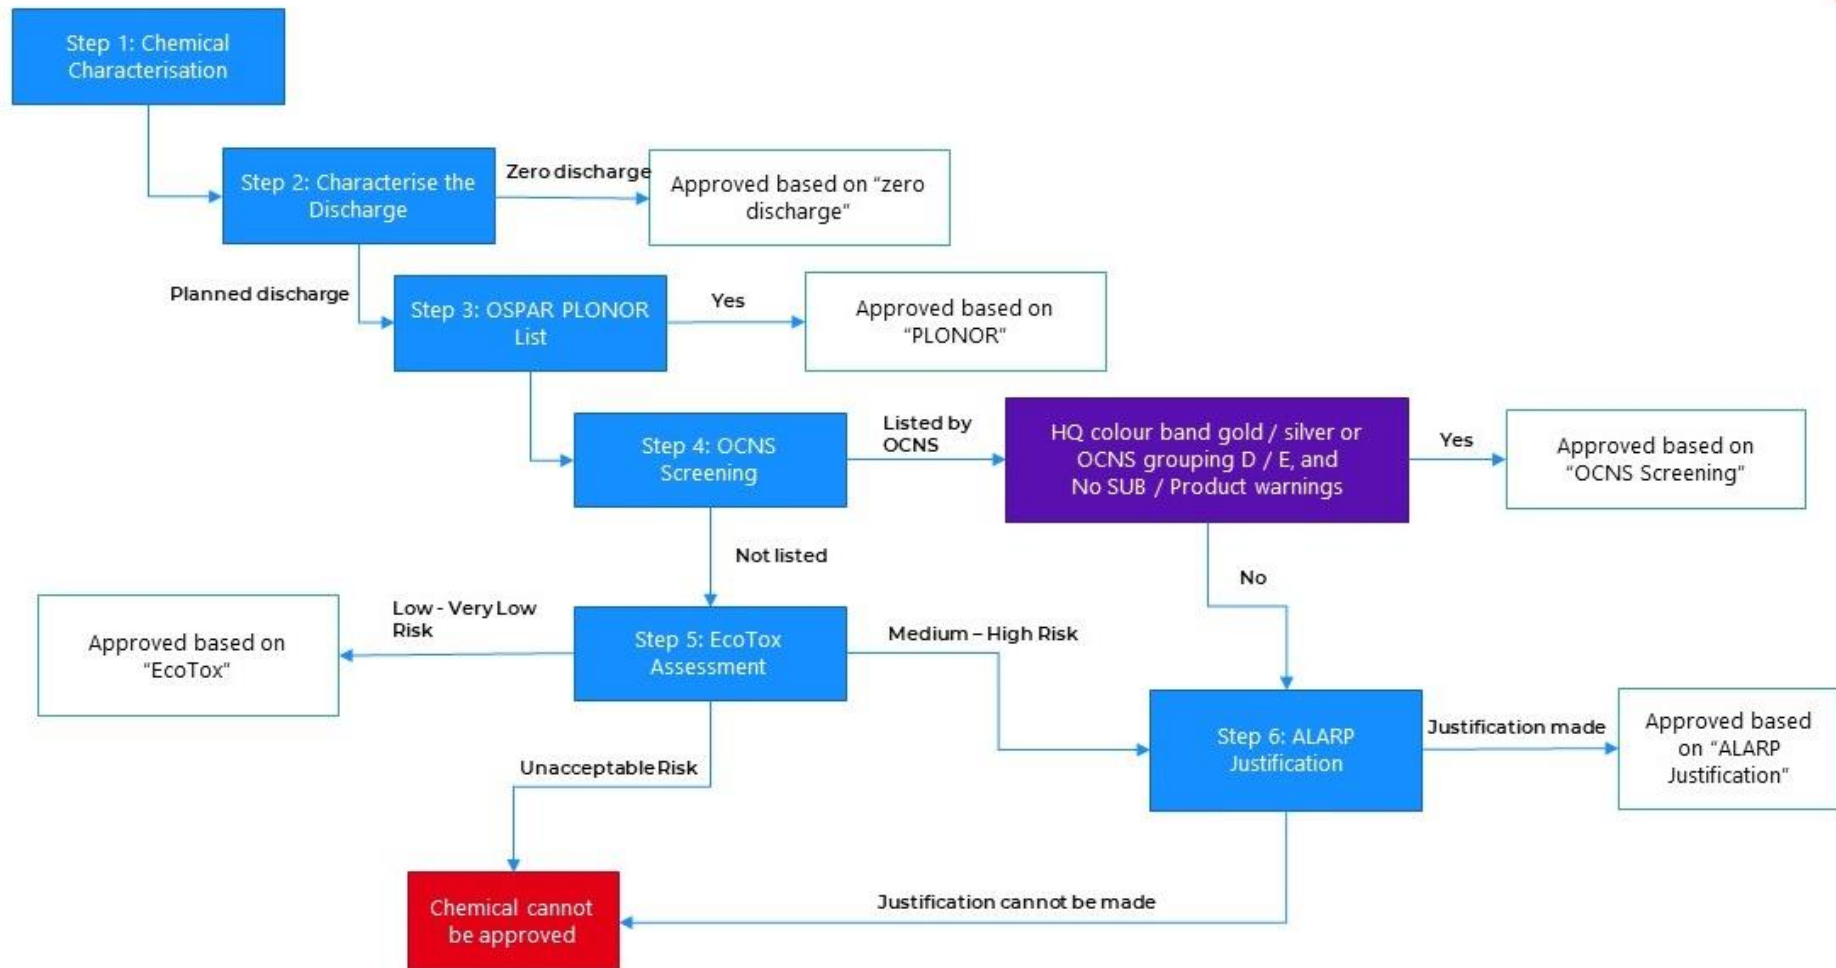 Step 1: Chemical
Characterisation
Step 2: Characterise the
Discharge
Zero discharge
Approved based on “zero
discharge”
Planned discharge
Step 3: OSPAR PLONOR
List
Yes
Approved based on
“PLONOR”
Step 4: OCNS
Screening
Listed by
OCNS
HQ colour band gold / silver or
OCNS grouping D / E, and
No SUB / Product warnings
Yes
Approved based on
“OCNS Screening”
Not listed
No
Approved based on
“EcoTox”
Low - Very Low
Risk
Step 5: EcoTox
Assessment
Medium – High Risk
Step 6: ALARP
Justification
Justification made
Approved based
on “ALARP
Justification”
Unacceptable Risk
Chemical cannot
be approved
Justification cannot be made